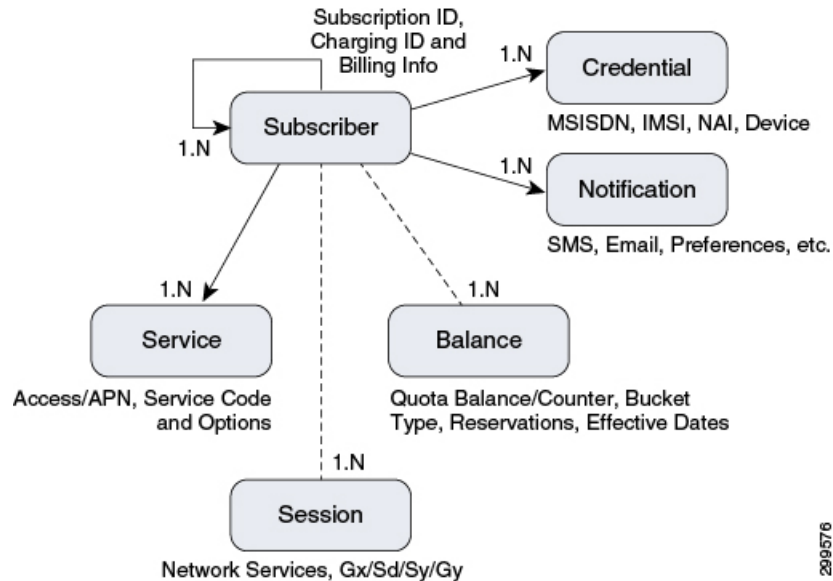 Subscription ID,
Charging ID and
Billing Info
1.N
Subscriber
1.N
Credential
MSISDN, IMSI, NAI, Device
1.N
Notification
SMS, Email, Preferences, etc.
1.N
Service
Access/APN, Service Code
and Options
1.N
Balance
Quota Balance/Counter, Bucket
Type, Reservations, Effective Dates
1.N
Session
Network Services, Gx/Sd/Sy/Gy
299576